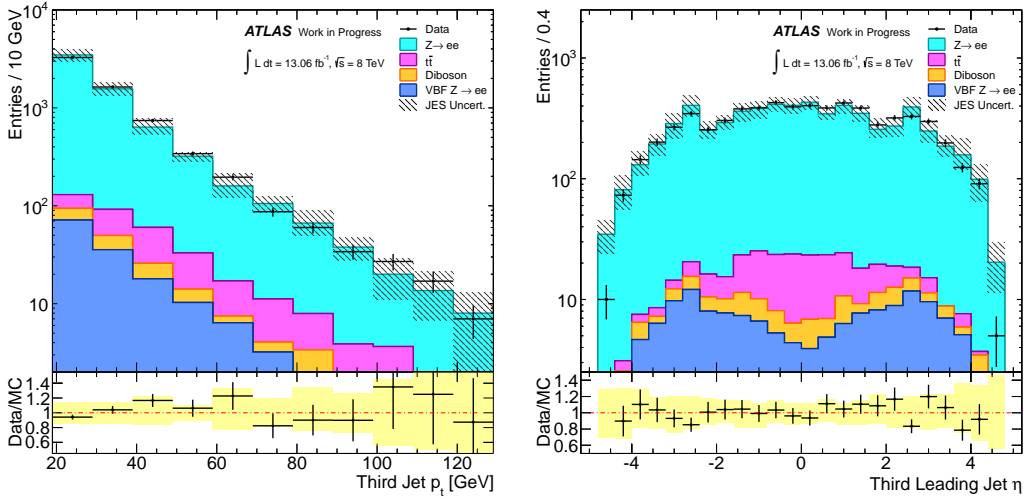 Entries / 10 GeV
10⁴
10³
10²
10
ATLAS Work in Progress
∫ L dt = 13.06 fb⁻¹, √s = 8 TeV
Data
Z→ ee
tt̄
Diboson
VBF Z → ee
JES Uncert.
Data/MC
1.4
1.2
1
0.8
0.6
20 40 60 80 100 120
Third Jet pₜ [GeV]
Entries / 0.4
10³
10²
10
ATLAS Work in Progress
∫ L dt = 13.06 fb⁻¹, √s = 8 TeV
Data
Z→ ee
tt̄
Diboson
VBF Z → ee
JES Uncert.
Data/MC
1.4
1.2
1
0.8
0.6
-4 -2 0 2 4
Third Leading Jet η